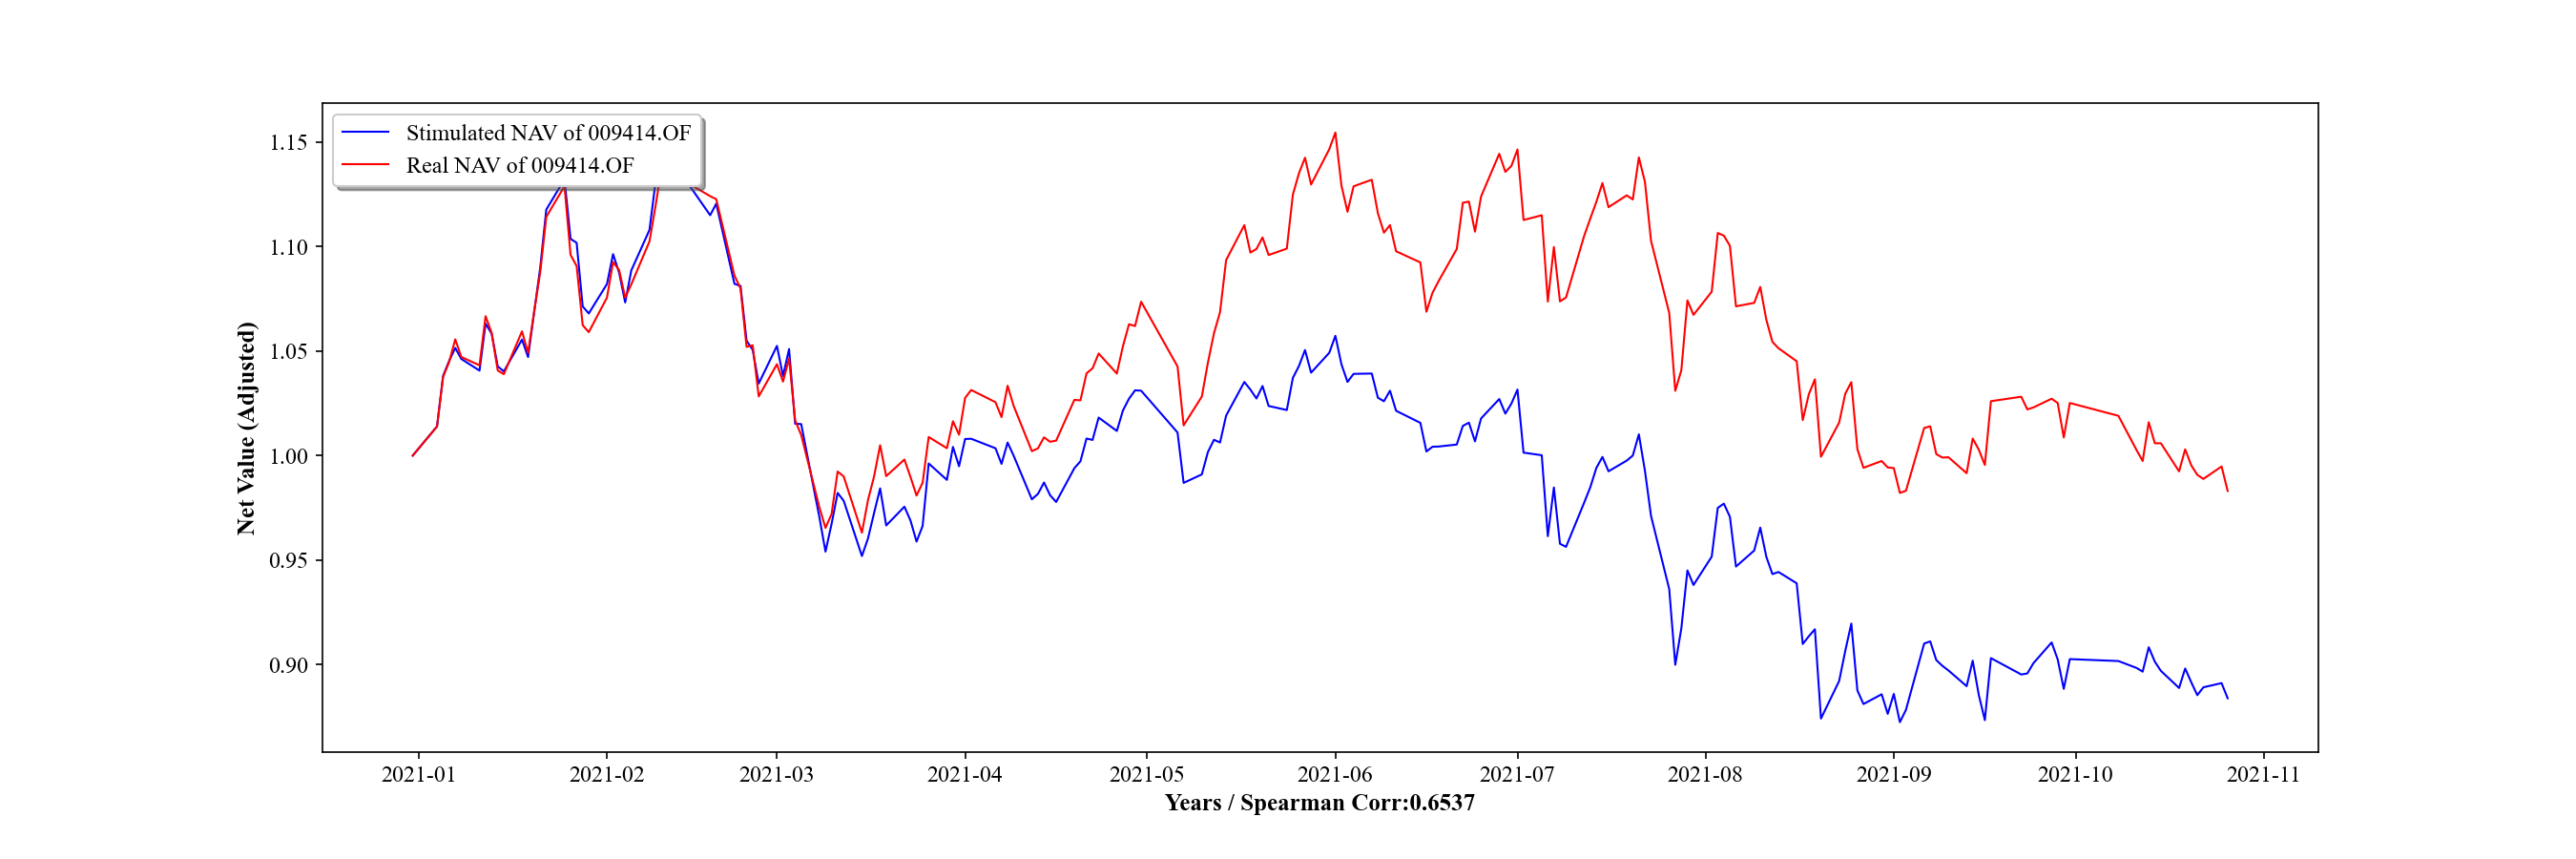 Stimulated NAV of 009414.OF
Real NAV of 009414.OF
1.15
1.10
1.05
1.00
0.95
0.90
Net Value (Adjusted)
2021-01 2021-02 2021-03 2021-04 2021-05 2021-06 2021-07 2021-08 2021-09 2021-10 2021-11
Years / Spearman Corr:0.6537